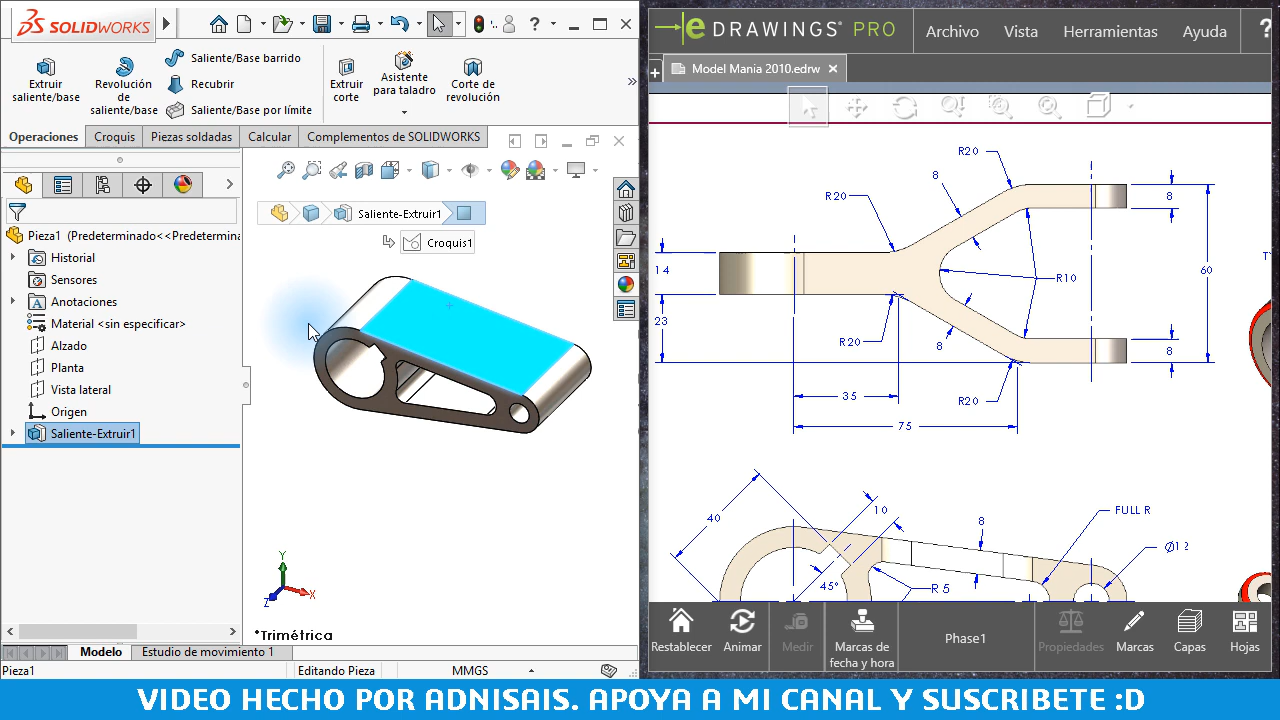 SOLIDWORKS
?
Extruir saliente/base
Revolución de saliente/base
Saliente/Base barrido
Recubrir
Saliente/Base por límite
Extruir corte
Asistente para taladro
Corte de revolución
»
Operaciones
Croquis
Piezas soldadas
Calcular
Complementos de SOLIDWORKS
Saliente-Extruir1
Croquis1
Pieza1 (Predeterminado<<Predetermina
Historial
Sensores
Anotaciones
Material <sin especificar>
Alzado
Planta
Vista lateral
Origen
Saliente-Extruir1
Y
X
Z
*Trimétrica
Modelo
Estudio de movimiento 1
Pieza1
Editando Pieza
MMGS
eDRAWINGS® PRO
Archivo
Vista
Herramientas
Ayuda
?
+
Model Mania 2010.edrw
R20
8
R20
8
14
R10
60
23
R20
8
8
35
R20
75
40
10
8
FULL R
Ø12
45°
R 5
Restablecer
Animar
Medir
Marcas de fecha y hora
Phase1
Propiedades
Marcas
Capas
Hojas
VIDEO HECHO POR ADNISAIS. APOYA A MI CANAL Y SUSCRIBETE :D